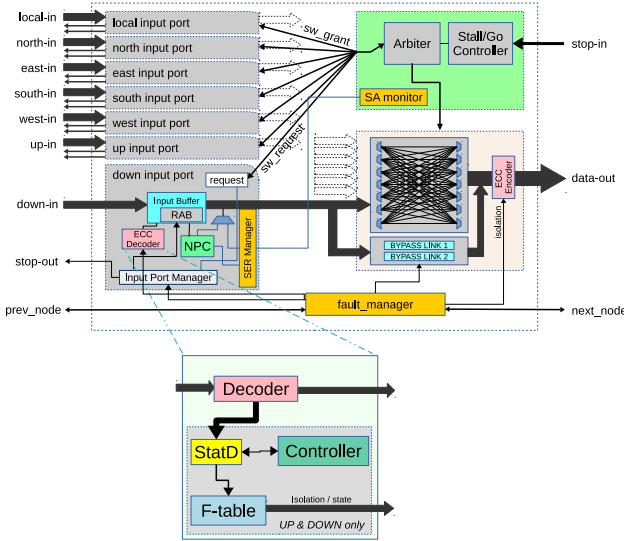 local-in
local input port
sw_grant
Arbiter
Stall/Go
Controller
stop-in
north-in
north input port
east-in
east input port
south-in
south input port
SA monitor
west-in
west input port
up-in
up input port
sw_request
down input port
request
ECC
Encoder
data-out
down-in
Input Buffer
RAB
ECC
Decoder
NPC
SER Manager
isolation
BYPASS LINK 1
BYPASS LINK 2
stop-out
Input Port Manager
prev_node
fault_manager
next_node
Decoder
StatD
Controller
F-table
Isolation / state
UP & DOWN only